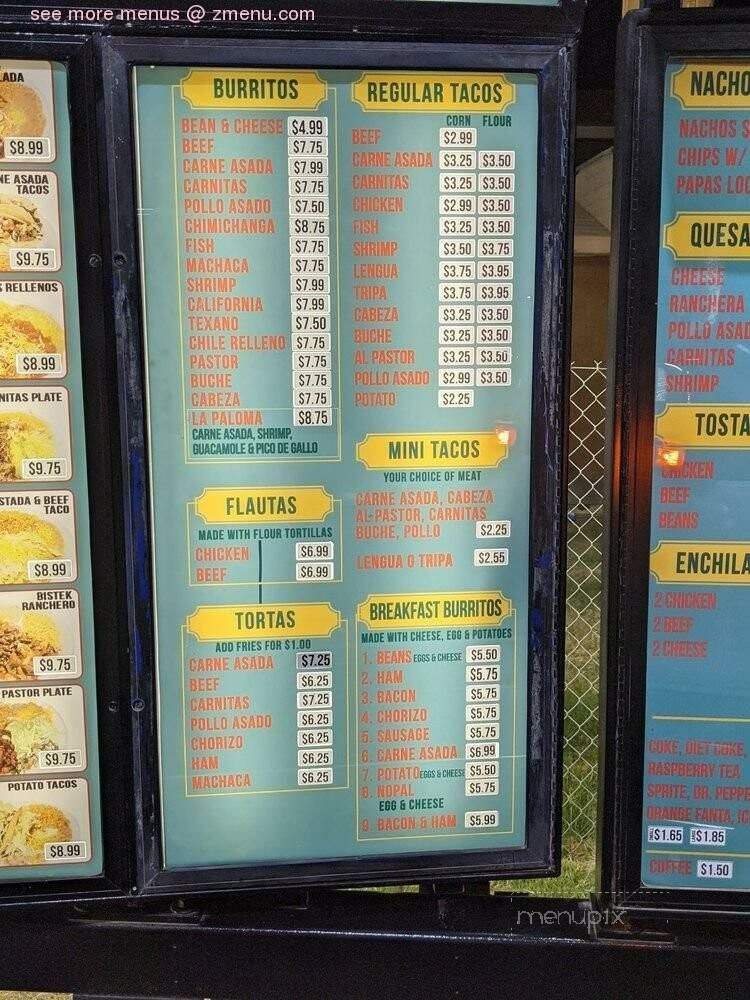 see more menus @ zmenu.com
LADA
$8.99
NE ASADA
TACOS
$9.75
S RELLENOS
$8.99
NITAS PLATE
$9.75
STADA & BEEF
TACO
$8.99
BISTEK
RANCHERO
$9.75
PASTOR PLATE
$9.75
POTATO TACOS
$8.99
BURRITOS
BEAN & CHEESE $4.99
BEEF $7.75
CARNE ASADA $7.99
CARNITAS $7.75
POLLO ASADO $7.50
CHIMICHANGA $8.75
FISH $7.75
MACHACA $7.75
SHRIMP $7.99
CALIFORNIA $7.99
TEXANO $7.50
CHILE RELLENO $7.75
PASTOR $7.75
BUCHE $7.75
CABEZA $7.75
LA PALOMA $8.75
CARNE ASADA, SHRIMP,
GUACAMOLE & PICO DE GALLO
FLAUTAS
MADE WITH FLOUR TORTILLAS
CHICKEN $6.99
BEEF $6.99
TORTAS
ADD FRIES FOR $1.00
CARNE ASADA $7.25
BEEF $6.25
CARNITAS $7.25
POLLO ASADO $6.25
CHORIZO $6.25
HAM $6.25
MACHACA $6.25
REGULAR TACOS
CORN FLOUR
BEEF $2.99
CARNE ASADA $3.25 $3.50
CARNITAS $3.25 $3.50
CHICKEN $2.99 $3.50
FISH $3.25 $3.50
SHRIMP $3.50 $3.75
LENGUA $3.75 $3.95
TRIPA $3.75 $3.95
CABEZA $3.25 $3.50
BUCHE $3.25 $3.50
AL PASTOR $3.25 $3.50
POLLO ASADO $2.99 $3.50
POTATO $2.25
MINI TACOS
YOUR CHOICE OF MEAT
CARNE ASADA, CABEZA
AL-PASTOR, CARNITAS
BUCHE, POLLO $2.25
LENGUA O TRIPA $2.55
BREAKFAST BURRITOS
MADE WITH CHEESE, EGG & POTATOES
1. BEANS EGGS & CHEESE $5.50
2. HAM $5.75
3. BACON $5.75
4. CHORIZO $5.75
5. SAUSAGE $5.75
6. CARNE ASADA $6.99
7. POTATO EGGS & CHEESE $5.50
8. NOPAL $5.75
EGG & CHEESE
9. BACON & HAM $5.99
NACHO
NACHOS S
CHIPS W/
PAPAS LOC
QUESA
CHEESE
RANCHERA
POLLO ASAD
CARNITAS
SHRIMP
TOSTA
CHICKEN
BEEF
BEANS
ENCHILA
2 CHICKEN
2 BEEF
2 CHEESE
COKE, DIET COKE,
RASPBERRY TEA
SPRITE, DR. PEPPE
ORANGE FANTA, IC
$1.65 $1.85
COFFEE $1.50
menupix